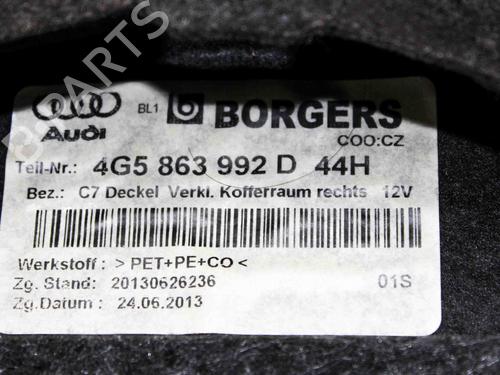 B-PARTS
Audi BL1 BORGERS
COO:CZ
Teil-Nr.: 4G5 863 992 D 44H
Bez.: C7 Deckel Verkl. Kofferraum rechts 12V
Werkstoff : > PET+PE+CO <
Zg. Stand: 20130626236 01S
Zg.Datum : 24.06.2013